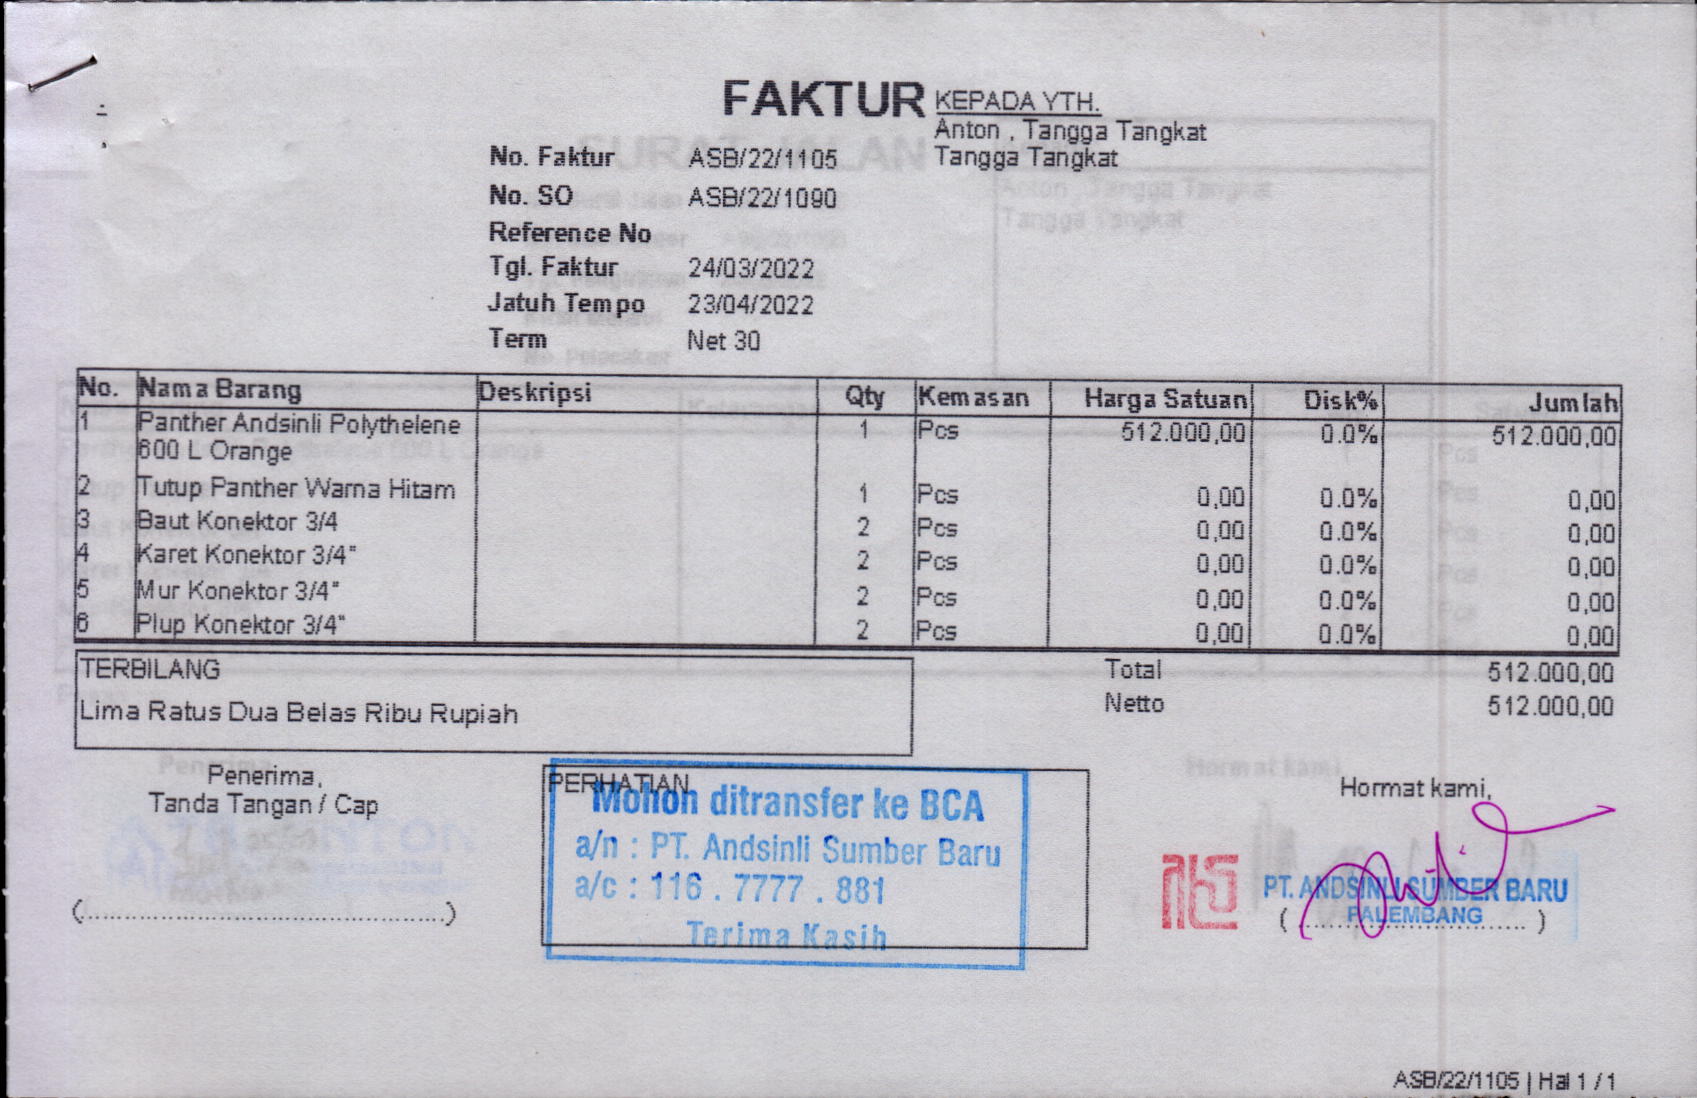 FAKTUR
KEPADA YTH.
Anton , Tangga Tangkat
Tangga Tangkat
No. Faktur ASB/22/1105
No. SO ASB/22/1090
Reference No
Tgl. Faktur 24/03/2022
Jatuh Tempo 23/04/2022
Term Net 30
No. Nama Barang Deskripsi Qty Kemasan Harga Satuan Disk% Jumlah
1 Panther Andsinli Polythelene 1 Pcs 512.000,00 0.0% 512.000,00
600 L Orange
2 Tutup Panther Warna Hitam 1 Pcs 0,00 0.0% 0,00
3 Baut Konektor 3/4 2 Pcs 0,00 0.0% 0,00
4 Karet Konektor 3/4" 2 Pcs 0,00 0.0% 0,00
5 Mur Konektor 3/4" 2 Pcs 0,00 0.0% 0,00
6 Plup Konektor 3/4" 2 Pcs 0,00 0.0% 0,00
TERBILANG
Lima Ratus Dua Belas Ribu Rupiah
Total 512.000,00
Netto 512.000,00
Penerima,
Tanda Tangan / Cap
(........................................)
PERHATIAN
Mohon ditransfer ke BCA
a/n : PT. Andsinli Sumber Baru
a/c : 116 . 7777 . 881
Terima Kasih
Hormat kami,
PT. ANDSINLI SUMBER BARU
PALEMBANG
(..........................)
ASB/22/1105 | Hal 1 / 1